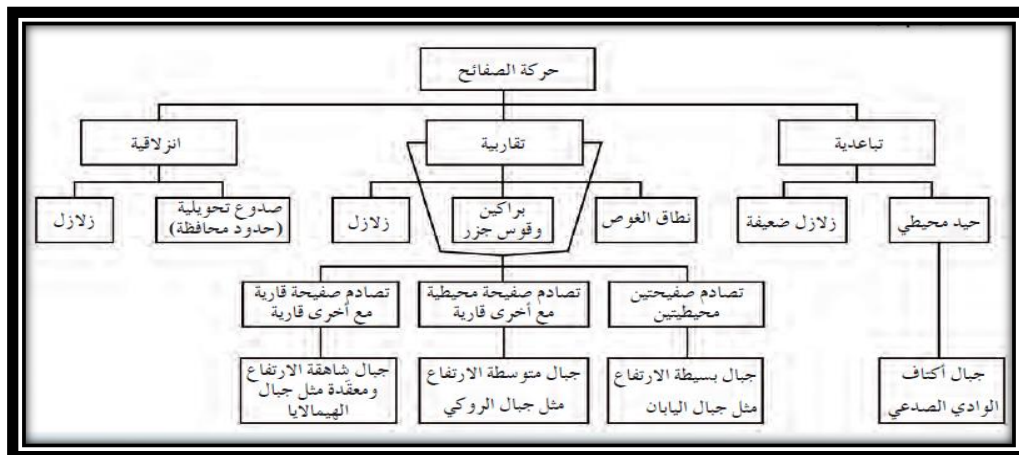 حركة الصفائح
تباعدية
تقاربية
انزلاقية
حيد محيطي
زلازل ضعيفة
نطاق الغوص
براكين
وقوس جزر
زلازل
صدوع تحويلية
(حدود محافظة)
زلازل
تصادم صفيحتين
محيطيتين
تصادم صفيحة محيطية
مع أخرى قارية
تصادم صفيحة قارية
مع أخرى قارية
جبال أكتاف
الوادي الصدعي
جبال بسيطة الارتفاع
مثل جبال اليابان
جبال متوسطة الارتفاع
مثل جبال الروكي
جبال شاهقة الارتفاع
ومعقدة مثل جبال
الهيمالايا